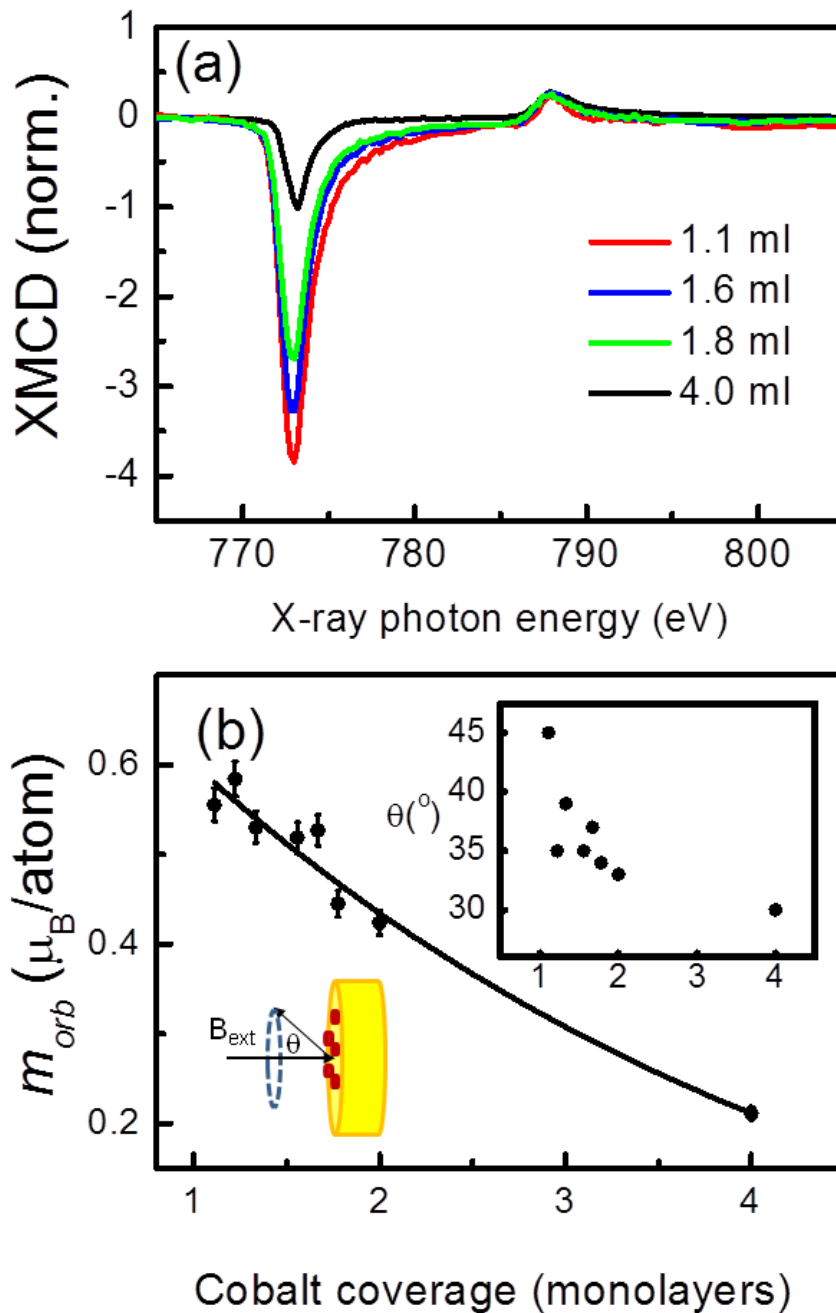 1
(a)
0
-1
-2
-3
-4
XMCD (norm.)
1.1 ml
1.6 ml
1.8 ml
4.0 ml
770 780 790 800
X-ray photon energy (eV)
(b)
0.6
0.4
0.2
m_orb (μ_B/atom)
θ(°)
45
40
35
30
1 2 3 4
B_ext
θ
1 2 3 4
Cobalt coverage (monolayers)